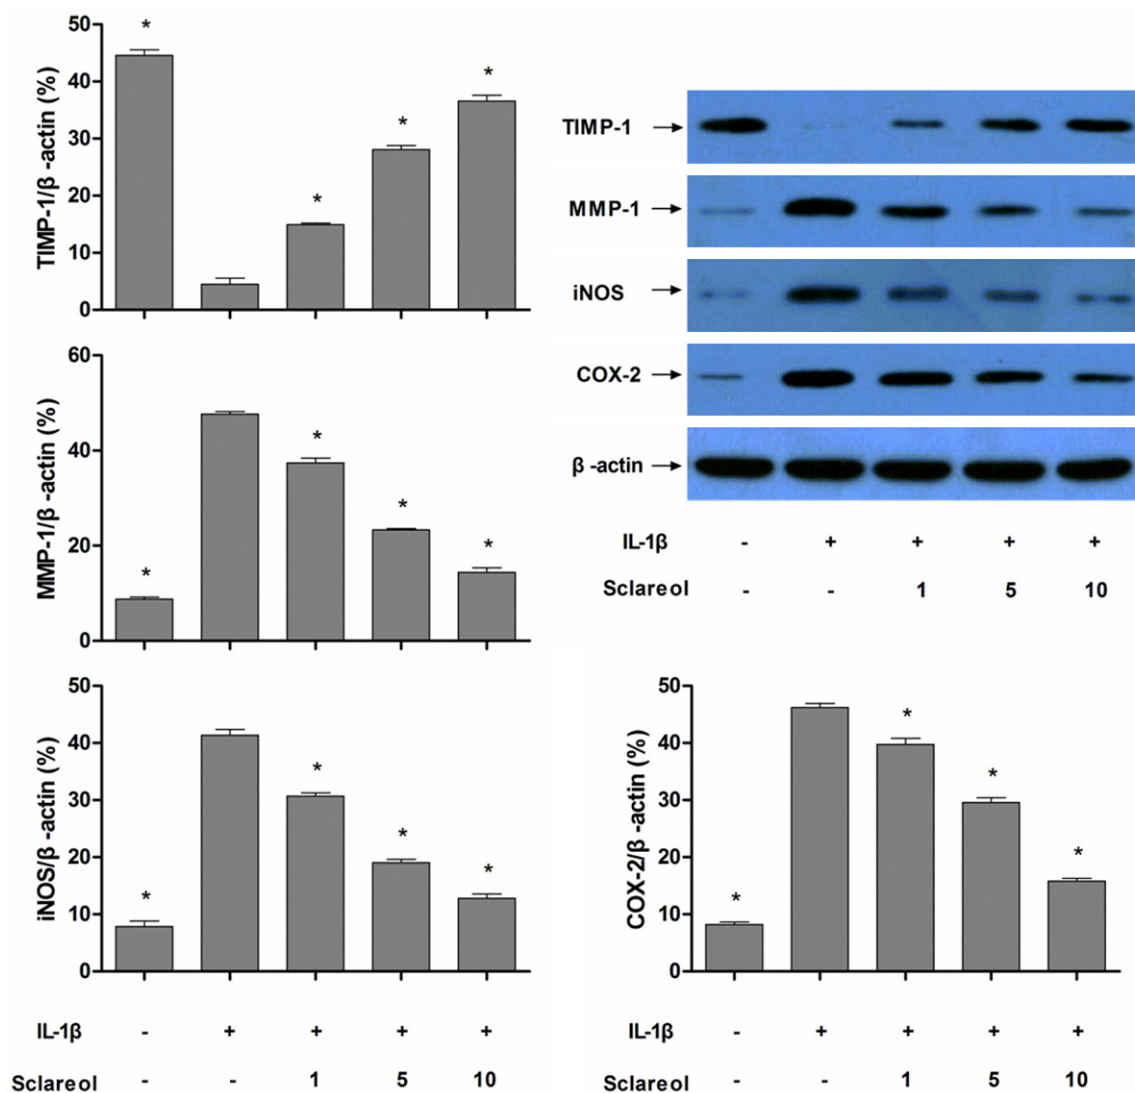 TIMP-1/β -actin (%)
50
40
30
20
10
0
*
*
*
*
MMP-1/β -actin (%)
60
40
20
0
*
*
*
*
iNOS/β -actin (%)
50
40
30
20
10
0
*
*
*
*
IL-1β - + + + +
Sclareol - - 1 5 10
TIMP-1
MMP-1
iNOS
COX-2
β -actin
IL-1β - + + + +
Sclareol - - 1 5 10
COX-2/β -actin (%)
50
40
30
20
10
0
*
*
*
*
IL-1β - + + + +
Sclareol - - 1 5 10